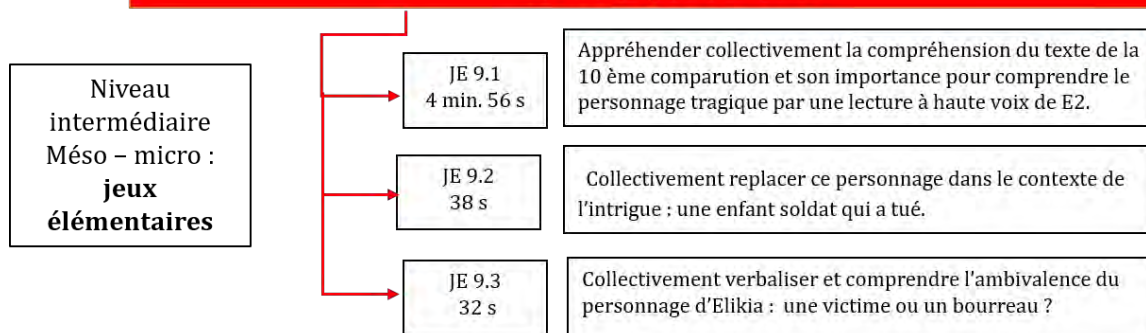 Niveau
intermédiaire
Méso – micro :
jeux
élémentaires
JE 9.1
4 min. 56 s
Appréhender collectivement la compréhension du texte de la
10 ème comparution et son importance pour comprendre le
personnage tragique par une lecture à haute voix de E2.
JE 9.2
38 s
Collectivement replacer ce personnage dans le contexte de
l’intrigue : une enfant soldat qui a tué.
JE 9.3
32 s
Collectivement verbaliser et comprendre l’ambivalence du
personnage d’Elikia : une victime ou un bourreau ?